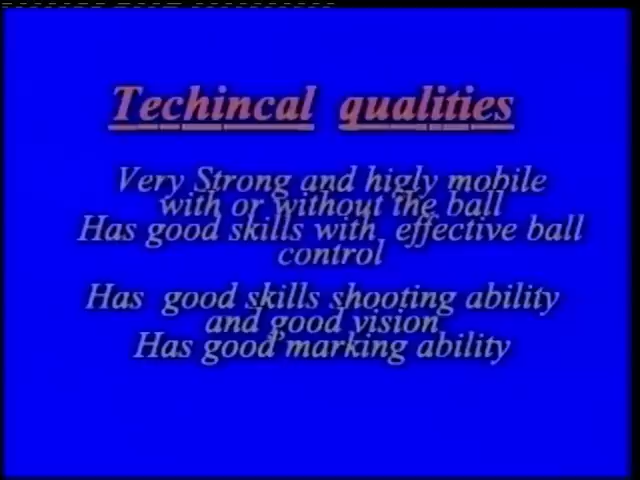 Techincal qualities
Very Strong and higly mobile
with or without the ball
Has good skills with effective ball
control
Has good skills shooting ability
and good vision
Has good marking ability